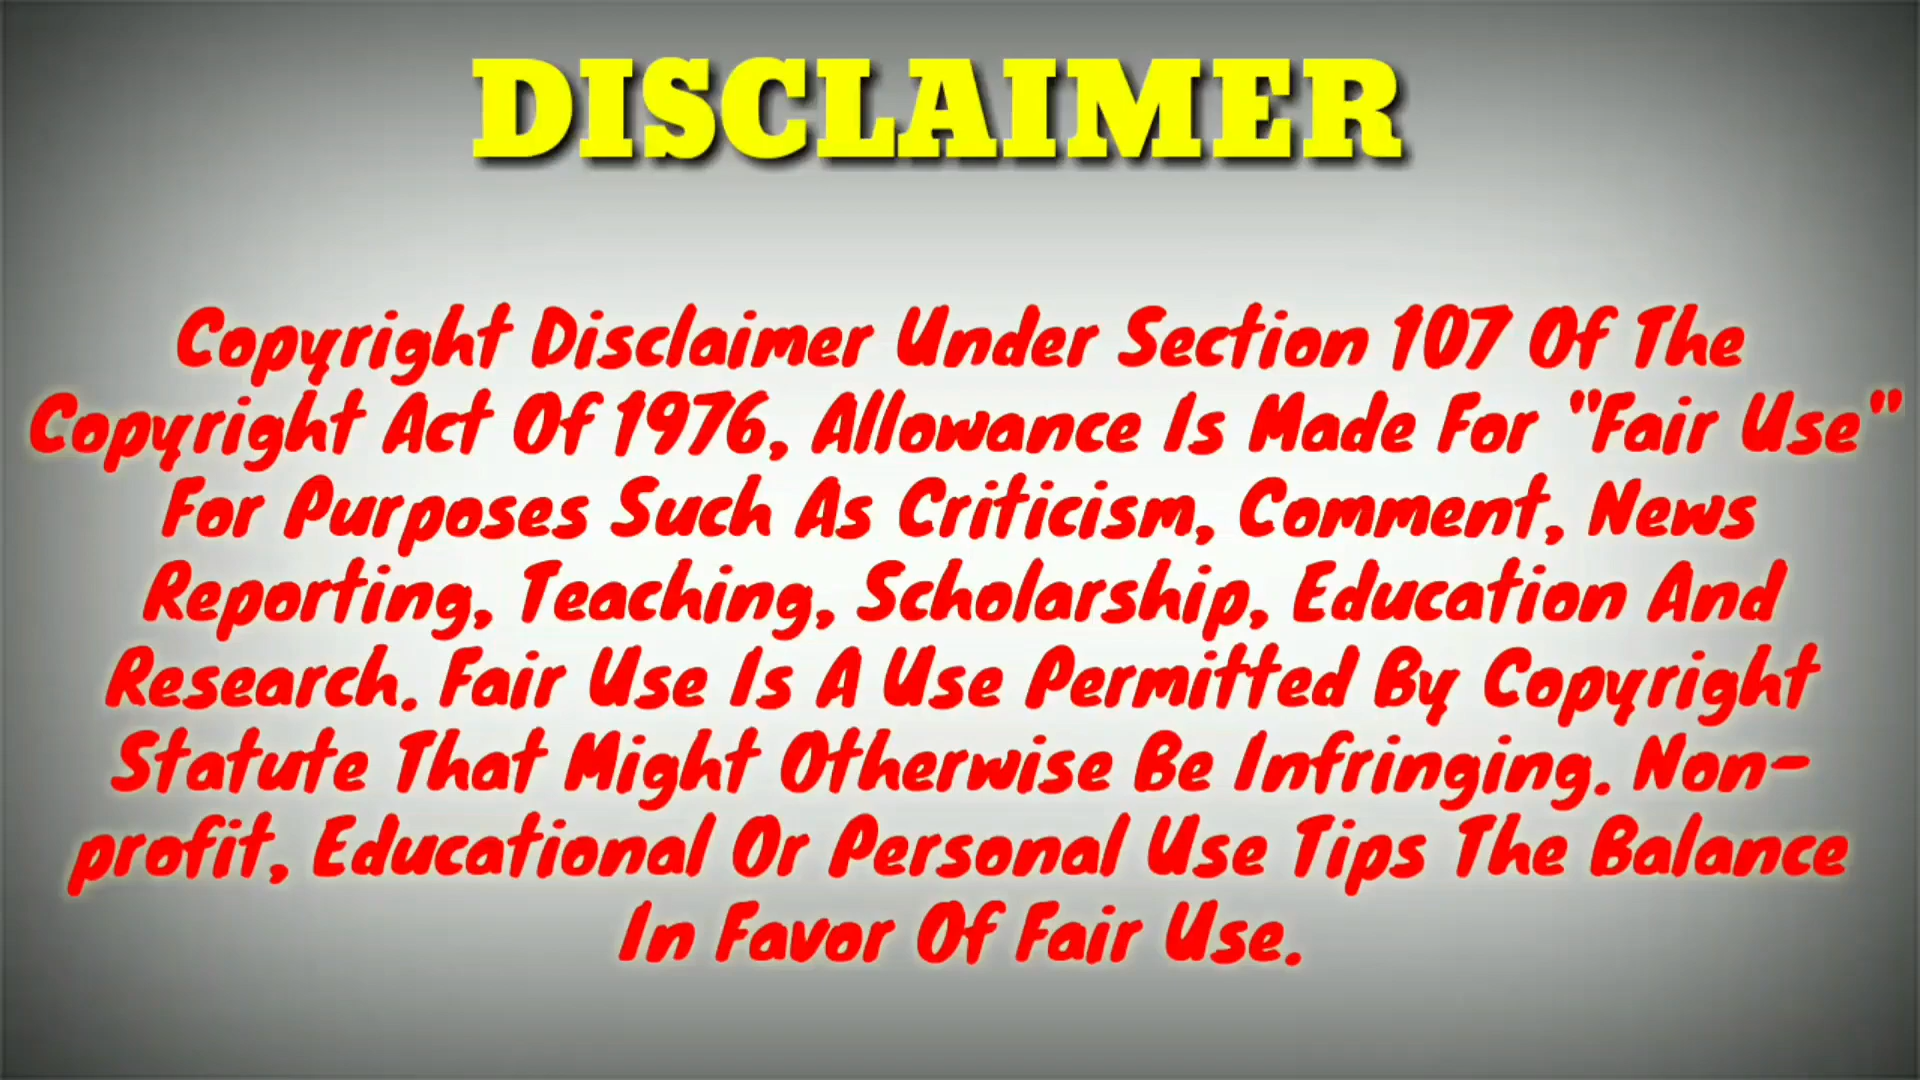 DISCLAIMER
Copyright Disclaimer Under Section 107 Of The
Copyright Act Of 1976, Allowance Is Made For "Fair Use"
For Purposes Such As Criticism, Comment, News
Reporting, Teaching, Scholarship, Education And
Research. Fair Use Is A Use Permitted By Copyright
Statute That Might Otherwise Be Infringing. Non-
profit, Educational Or Personal Use Tips The Balance
In Favor Of Fair Use.